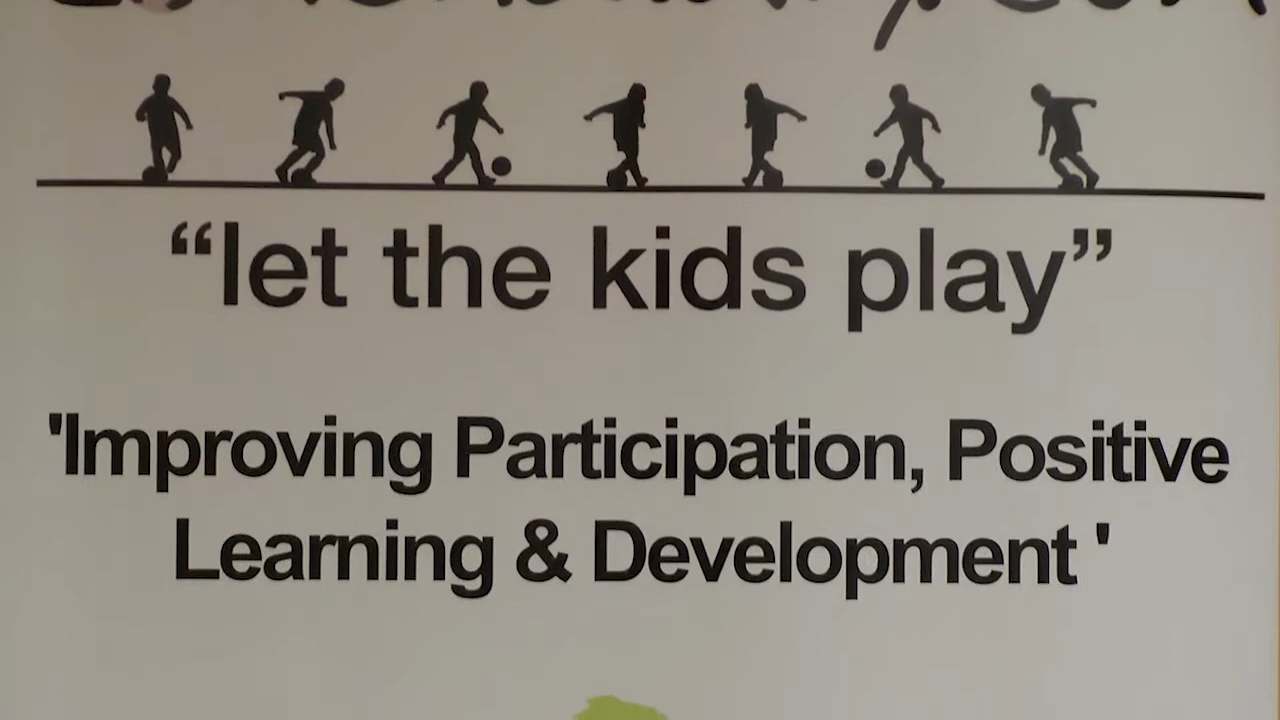 “let the kids play”
'Improving Participation, Positive
Learning & Development '